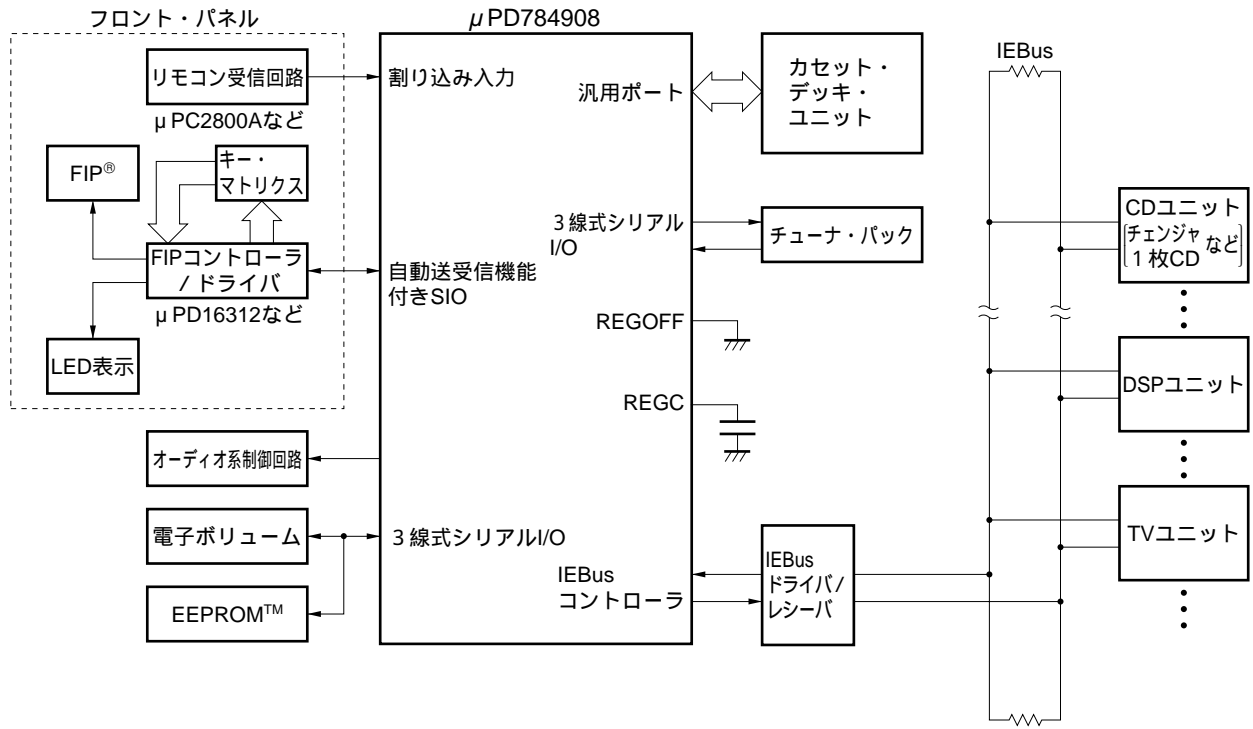 フロント・パネル
μPD784908
IEBus
リモコン受信回路
μPC2800Aなど
割り込み入力
汎用ポート
カセット・
デッキ・
ユニット
FIP®
キー・
マトリクス
FIPコントローラ
/ドライバ
μPD16312など
LED表示
自動送受信機能
付きSIO
3線式シリアル
I/O
チューナ・パック
REGOFF
REGC
CDユニット
チェンジャ
1枚CD
など
DSPユニット
TVユニット
オーディオ系制御回路
電子ボリューム
3線式シリアルI/O
EEPROM™
IEBus
コントローラ
IEBus
ドライバ/
レシーバ